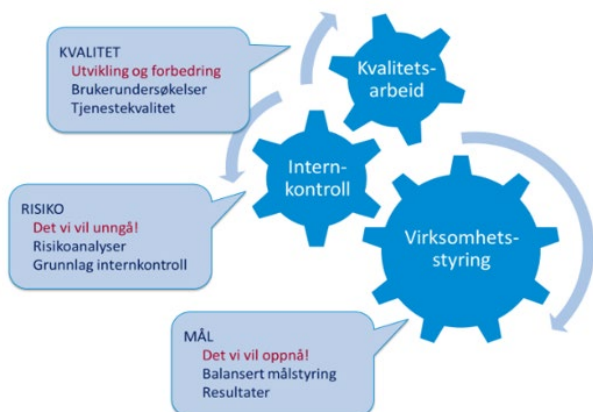 KVALITET
Utvikling og forbedring
Brukerundersøkelser
Tjenestekvalitet
Kvalitets-
arbeid
Intern-
kontroll
RISIKO
Det vi vil unngå!
Risikoanalyser
Grunnlag internkontroll
Virksomhets-
styring
MÅL
Det vi vil oppnå!
Balansert målstyring
Resultater